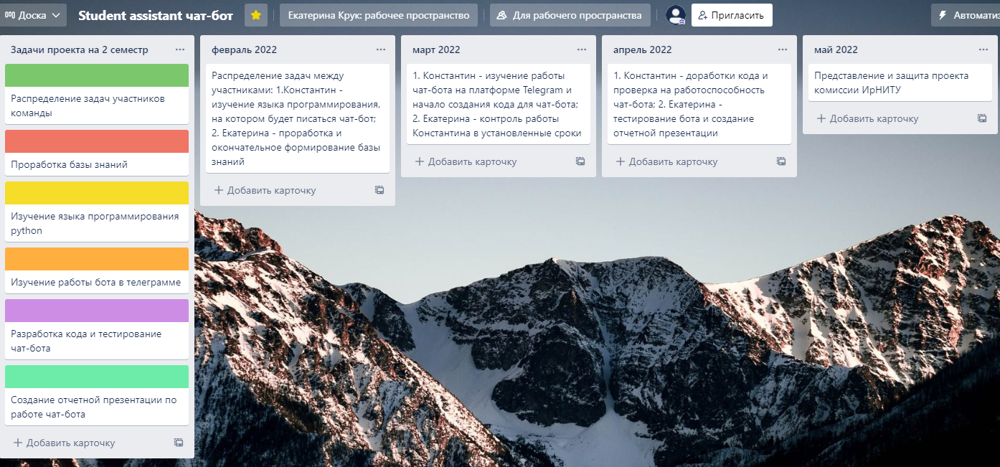 Доска
Student assistant чат-бот
Екатерина Крук: рабочее пространство
Для рабочего пространства
Пригласить
Задачи проекта на 2 семестр
Распределение задач участников
команды
Проработка базы знаний
Изучение языка программирования
python
Изучение работы бота в телеграмме
Разработка кода и тестирование
чат-бота
Создание отчетной презентации по
работе чат-бота
Добавить карточку
февраль 2022
Распределение задач между
участниками: 1.Константин -
изучение языка программирования,
на котором будет писаться чат-бот;
2. Екатерина - проработка и
окончательное формирование базы
знаний
Добавить карточку
март 2022
1. Константин - изучение работы
чат-бота на платформе Telegram и
начало создания кода для чат-бота;
2. Екатерина - контроль работы
Константина в установленные сроки
Добавить карточку
апрель 2022
1. Константин - доработки кода и
проверка на работоспособность
чат-бота; 2. Екатерина -
тестирование бота и создание
отчетной презентации
Добавить карточку
май 2022
Представление и защита проекта
комиссии ИрНИТУ
Добавить карточку